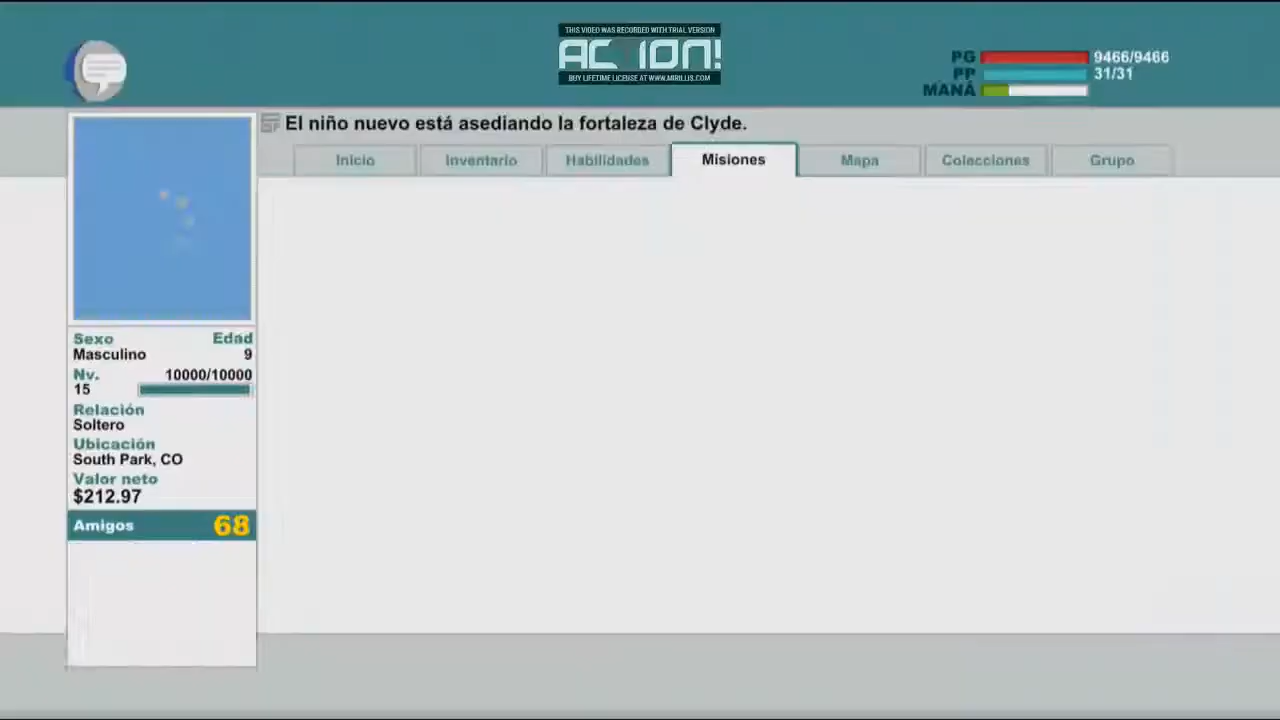 THIS VIDEO WAS RECORDED WITH TRIAL VERSION
ACTION!
BUY LIFETIME LICENSE AT WWW.MIRILLIS.COM
PG 9466/9466
PP 31/31
MANÁ
El niño nuevo está asediando la fortaleza de Clyde.
Inicio Inventario Habilidades Misiones Mapa Colecciones Grupo
Sexo Edad
Masculino 9
Nv. 10000/10000
15
Relación
Soltero
Ubicación
South Park, CO
Valor neto
$212.97
Amigos 68